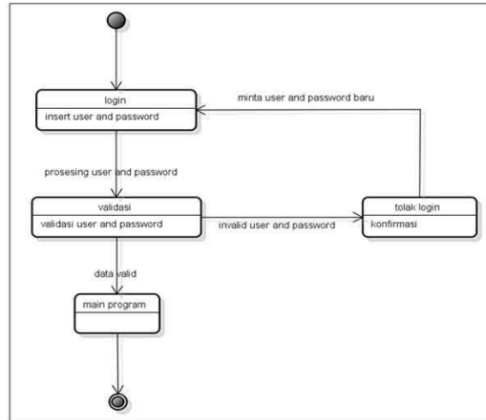 login
insert user and password
minta user and password baru
prosesing user and password
validasi
validasi user and password
invalid user and password
tolak login
konfirmasi
data valid
main program